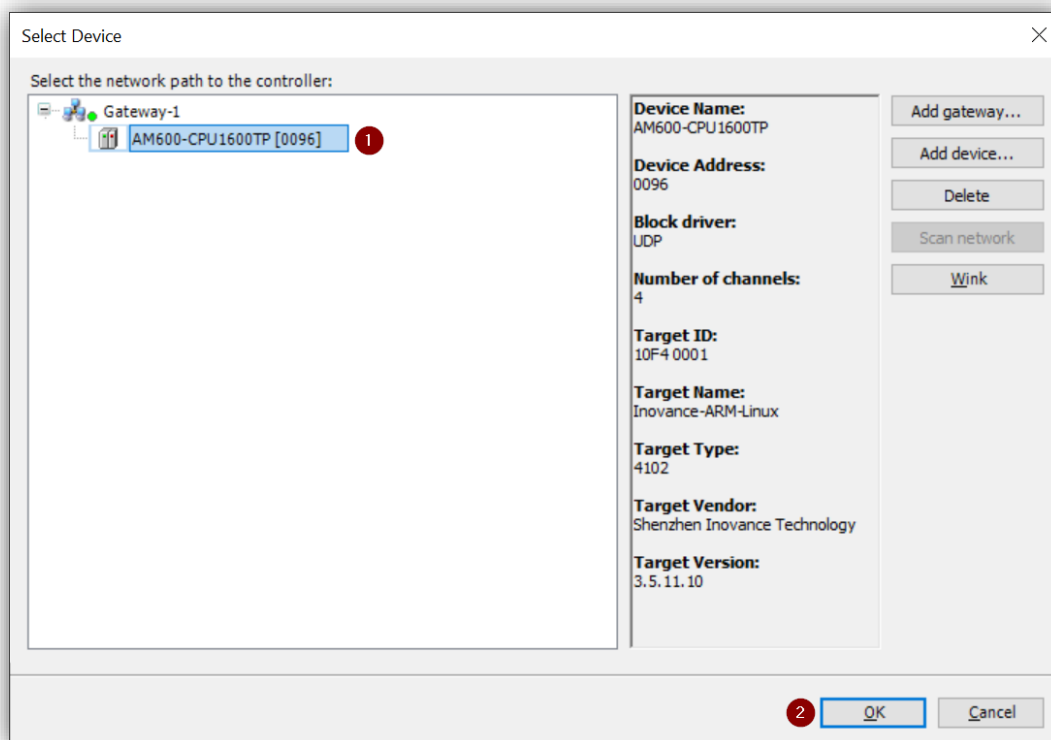 Select Device
Select the network path to the controller:
Gateway-1
AM600-CPU1600TP [0096]
1
Device Name:
AM600-CPU1600TP
Device Address:
0096
Block driver:
UDP
Number of channels:
4
Target ID:
10F4 0001
Target Name:
Inovance-ARM-Linux
Target Type:
4102
Target Vendor:
Shenzhen Inovance Technology
Target Version:
3.5.11.10
Add gateway...
Add device...
Delete
Scan network
Wink
2
OK
Cancel